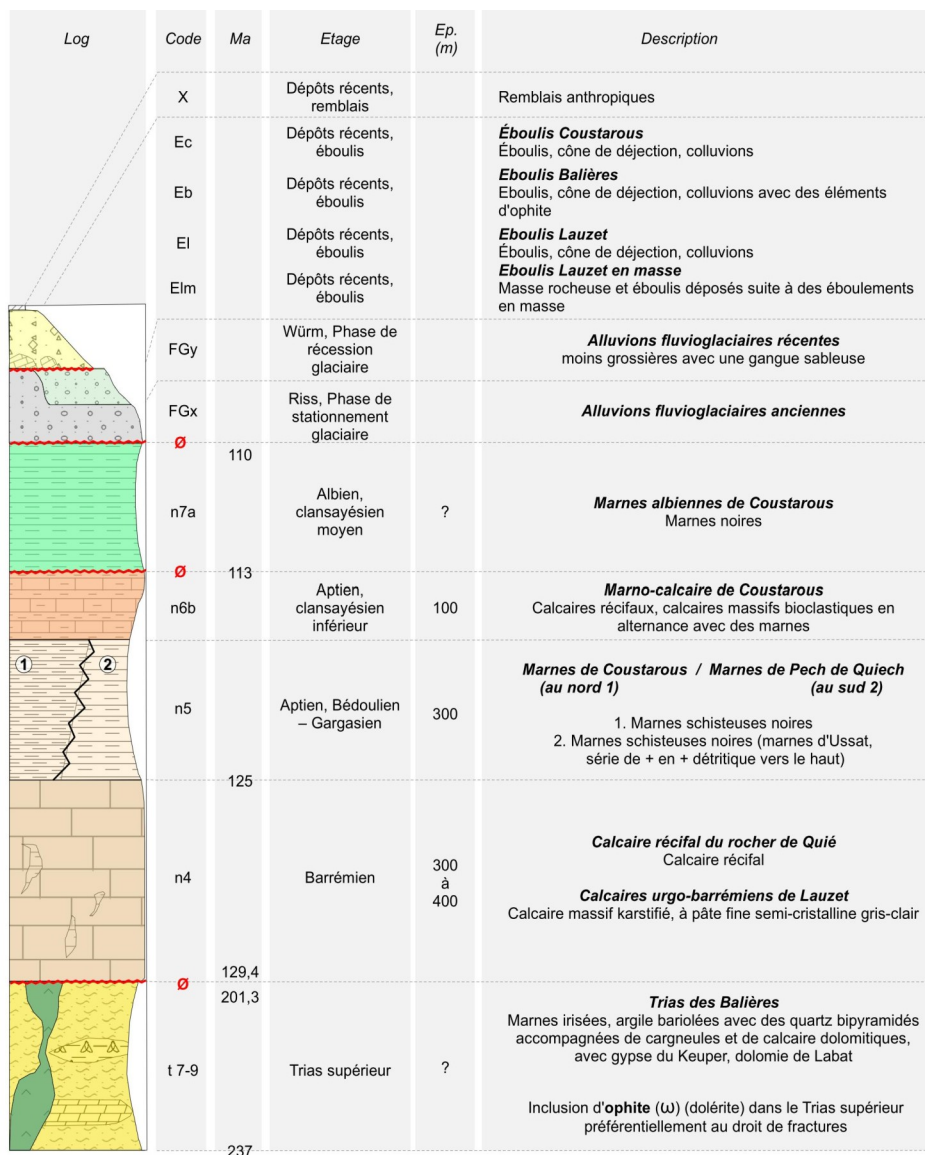 Log Code Ma Etage Ep. (m) Description
X Dépôts récents, remblais Remblais anthropiques
Ec Dépôts récents, éboulis Éboulis Coustarous
Éboulis, cône de déjection, colluvions
Eb Dépôts récents, éboulis Eboulis Balières
Eboulis, cône de déjection, colluvions avec des éléments
d'ophite
El Dépôts récents, éboulis Eboulis Lauzet
Éboulis, cône de déjection, colluvions
Elm Dépôts récents, éboulis Eboulis Lauzet en masse
Masse rocheuse et éboulis déposés suite à des éboulements
en masse
FGy Würm, Phase de récession glaciaire Alluvions fluvioglaciaires récentes
moins grossières avec une gangue sableuse
FGx Riss, Phase de stationnement glaciaire Alluvions fluvioglaciaires anciennes
Ø
110
n7a Albien, clansayésien moyen ? Marnes albiennes de Coustarous
Marnes noires
Ø
113
n6b Aptien, clansayésien inférieur 100 Marno-calcaire de Coustarous
Calcaires récifaux, calcaires massifs bioclastiques en
alternance avec des marnes
1 2
n5 Aptien, Bédoulien – Gargasien 300 Marnes de Coustarous / Marnes de Pech de Quiech
(au nord 1) (au sud 2)
1. Marnes schisteuses noires
2. Marnes schisteuses noires (marnes d'Ussat,
série de + en + détritique vers le haut)
125
n4 Barrémien 300 à 400 Calcaire récifal du rocher de Quié
Calcaire récifal
Calcaires urgo-barrémiens de Lauzet
Calcaire massif karstifié, à pâte fine semi-cristalline gris-clair
129,4
Ø
201,3
t 7-9 Trias supérieur ? Trias des Balières
Marnes irisées, argile bariolées avec des quartz bipyramidés
accompagnées de cargneules et de calcaire dolomitiques,
avec gypse du Keuper, dolomie de Labat
Inclusion d'ophite (ω) (dolérite) dans le Trias supérieur
préférentiellement au droit de fractures
237